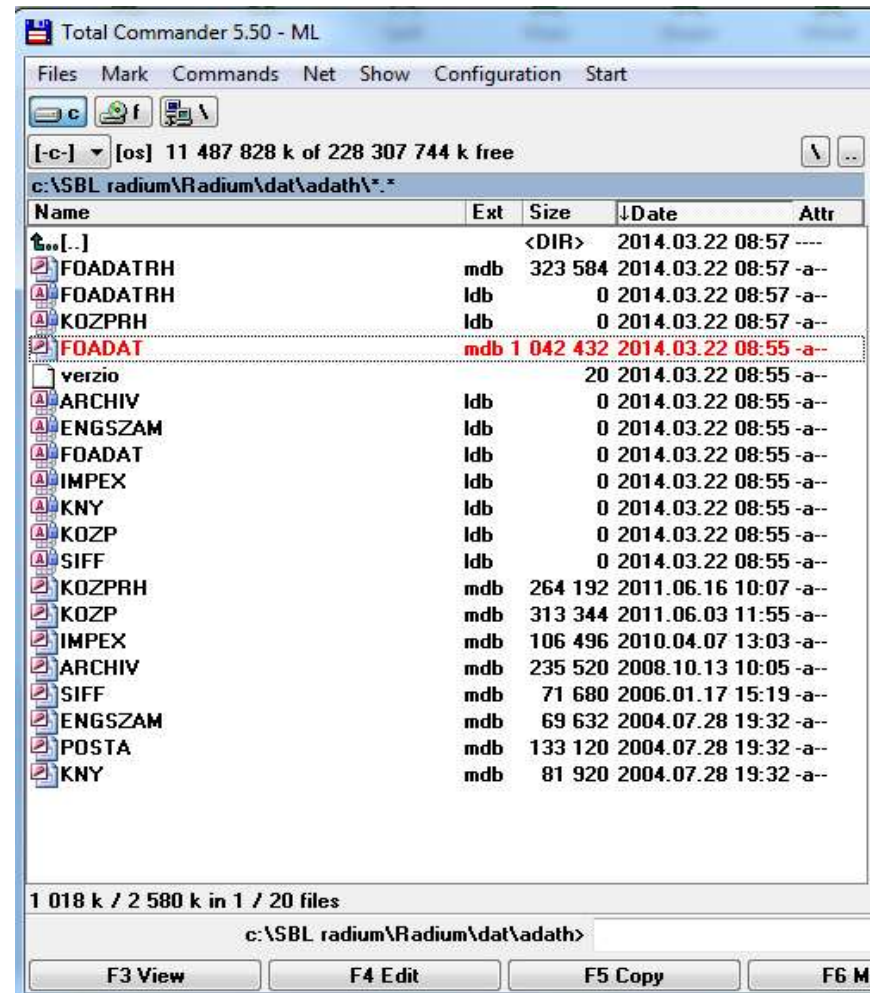 Total Commander 5.50 - ML
Files Mark Commands Net Show Configuration Start
c f \
[-c-] [os] 11 487 828 k of 228 307 744 k free \ ..
c:\SBL radium\Radium\dat\adath\*.*
Name Ext Size ↓Date Attr
[..] <DIR> 2014.03.22 08:57 ----
FOADATRH mdb 323 584 2014.03.22 08:57 -a--
FOADATRH ldb 0 2014.03.22 08:57 -a--
KOZPRH ldb 0 2014.03.22 08:57 -a--
FOADAT mdb 1 042 432 2014.03.22 08:55 -a--
verzio 20 2014.03.22 08:55 -a--
ARCHIV ldb 0 2014.03.22 08:55 -a--
ENGSZAM ldb 0 2014.03.22 08:55 -a--
FOADAT ldb 0 2014.03.22 08:55 -a--
IMPEX ldb 0 2014.03.22 08:55 -a--
KNY ldb 0 2014.03.22 08:55 -a--
KOZP ldb 0 2014.03.22 08:55 -a--
SIFF ldb 0 2014.03.22 08:55 -a--
KOZPRH mdb 264 192 2011.06.16 10:07 -a--
KOZP mdb 313 344 2011.06.03 11:55 -a--
IMPEX mdb 106 496 2010.04.07 13:03 -a--
ARCHIV mdb 235 520 2008.10.13 10:05 -a--
SIFF mdb 71 680 2006.01.17 15:19 -a--
ENGSZAM mdb 69 632 2004.07.28 19:32 -a--
POSTA mdb 133 120 2004.07.28 19:32 -a--
KNY mdb 81 920 2004.07.28 19:32 -a--
1 018 k / 2 580 k in 1 / 20 files
c:\SBL radium\Radium\dat\adath>
F3 View F4 Edit F5 Copy F6 M